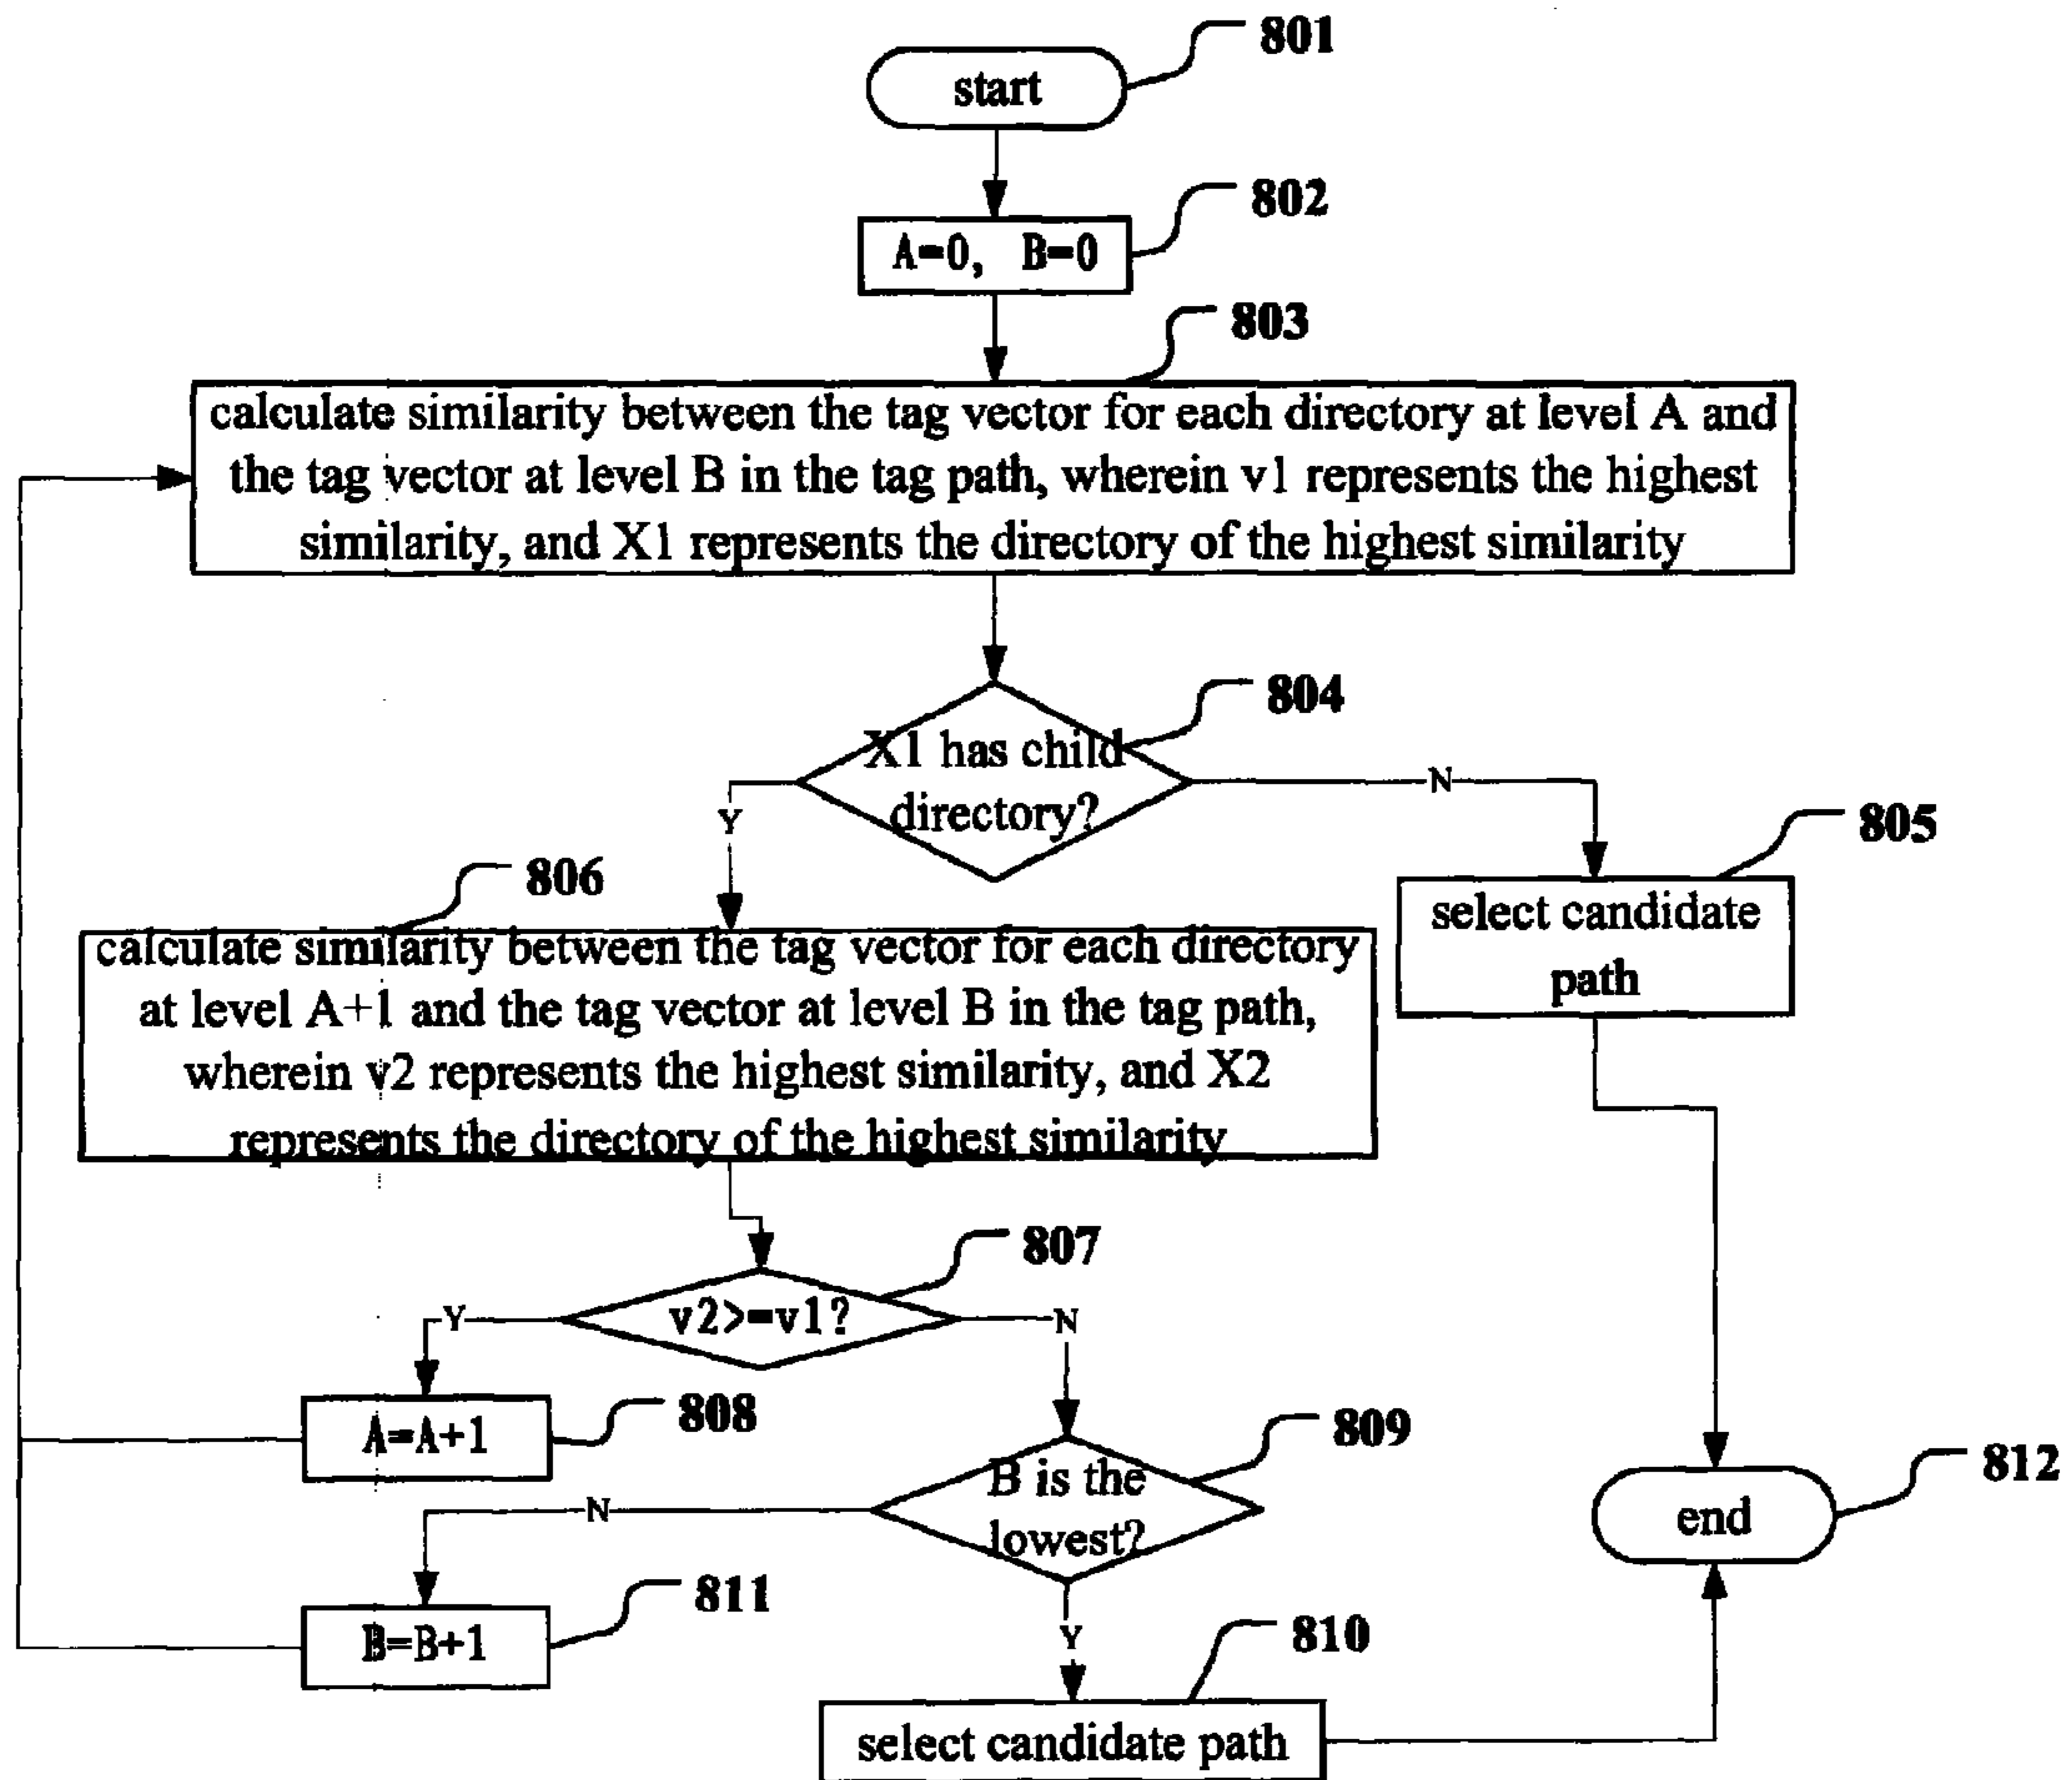 801
start
802
A=0, B=0
803
calculate similarity between the tag vector for each directory at level A and
the tag vector at level B in the tag path, wherein v1 represents the highest
similarity, and X1 represents the directory of the highest similarity
804
X1 has child
directory?
N
Y
805
select candidate
path
806
calculate similarity between the tag vector for each directory
at level A+1 and the tag vector at level B in the tag path,
wherein v2 represents the highest similarity, and X2
represents the directory of the highest similarity
807
v2>=v1?
Y
N
808
A=A+1
809
B is the
lowest?
812
end
N
811
B=B+1
Y
810
select candidate path